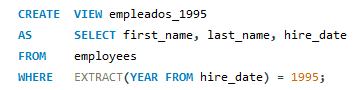 CREATE VIEW empleados_1995
AS SELECT first_name, last_name, hire_date
FROM employees
WHERE EXTRACT(YEAR FROM hire_date) = 1995;